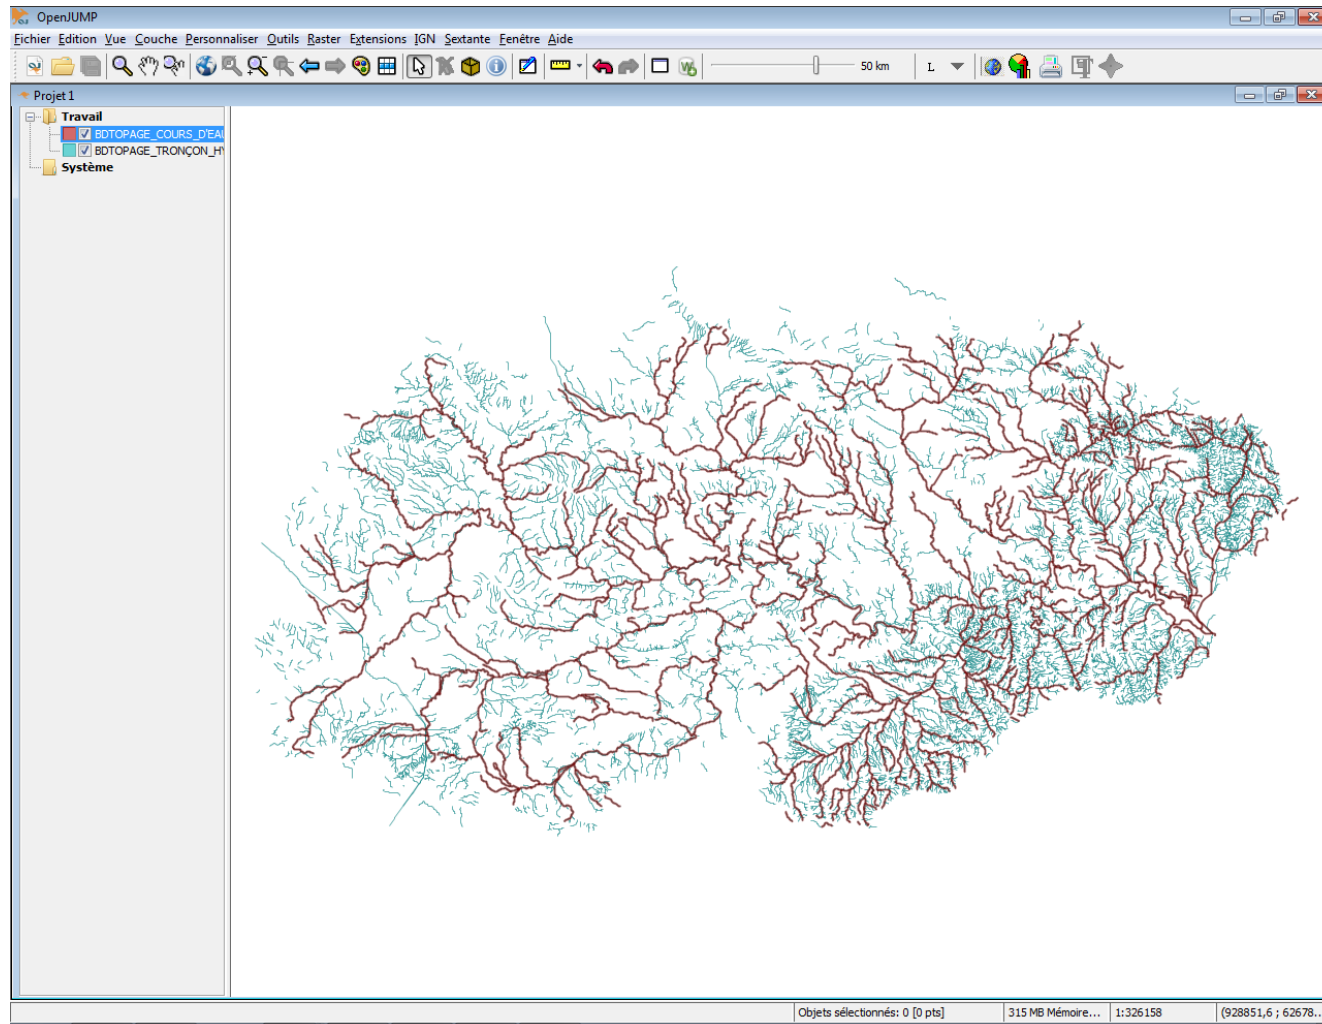 OpenJUMP
Fichier Edition Vue Couche Personnaliser Outils Raster Extensions IGN Sextante Fenêtre Aide
50 km
L
Projet 1
Travail
BDTOPAGE_COURS_D'EAU
BDTOPAGE_TRONÇON_HY
Système
Objets sélectionnés: 0 [0 pts]
315 MB Mémoire...
1:326158
(928851,6 ; 62678..